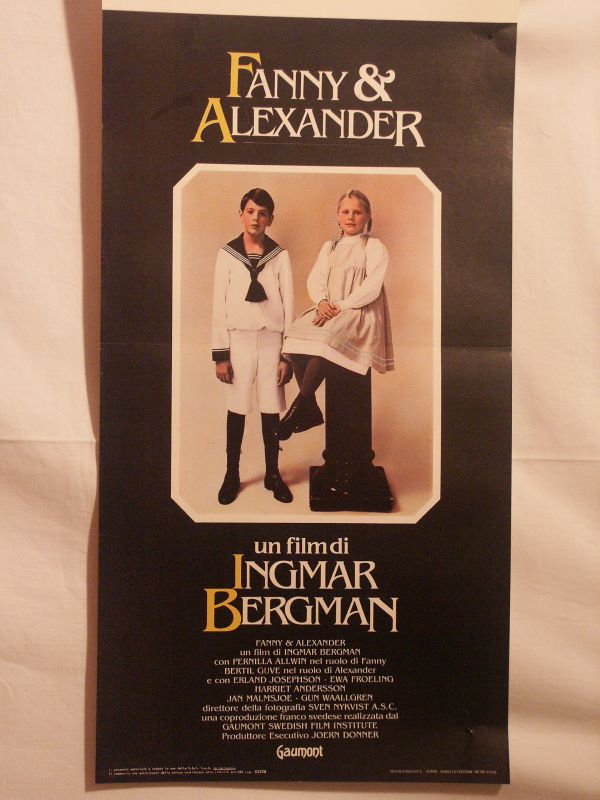 FANNY &
ALEXANDER
un film di
INGMAR
BERGMAN
FANNY & ALEXANDER
un film di INGMAR BERGMAN
con PERNILLA ALLWIN nel ruolo di Fanny
BERTIL GUVE nel ruolo di Alexander
e con ERLAND JOSEPHSON - EWA FROELING
HARRIET ANDERSSON
JAN MALMSJOE - GUN WAALLGREN
direttore della fotografia SVEN NYKVIST A.S.C.
una coproduzione franco svedese realizzata dal
GAUMONT SWEDISH FILM INSTITUTE
Produttore Esecutivo JOERN DONNER
Gaumont